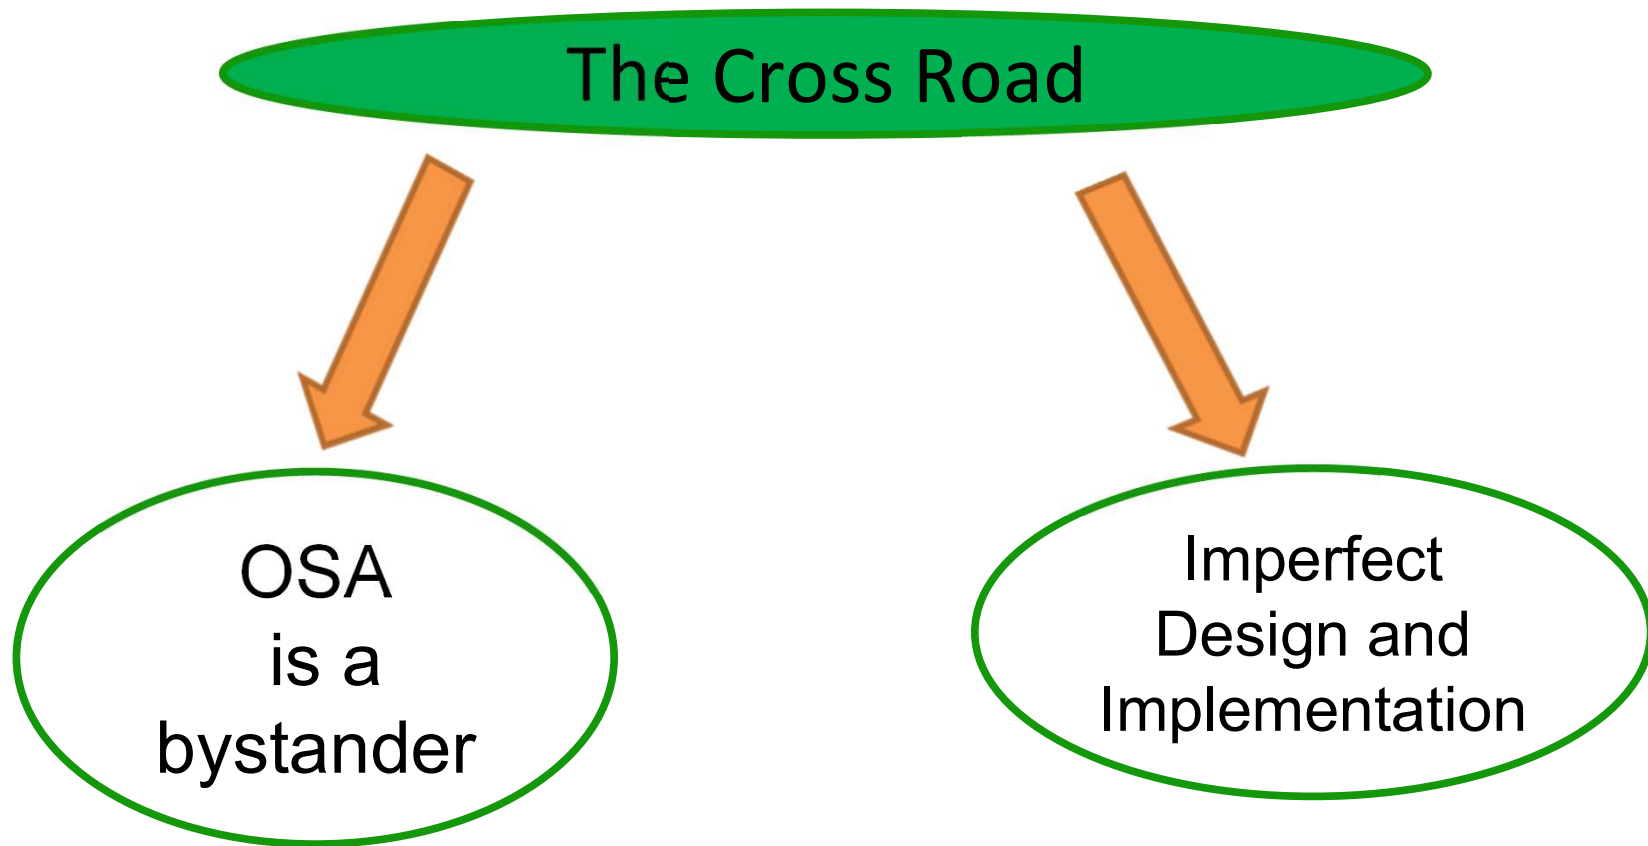 The Cross Road
OSA
is a
bystander
Imperfect
Design and
Implementation